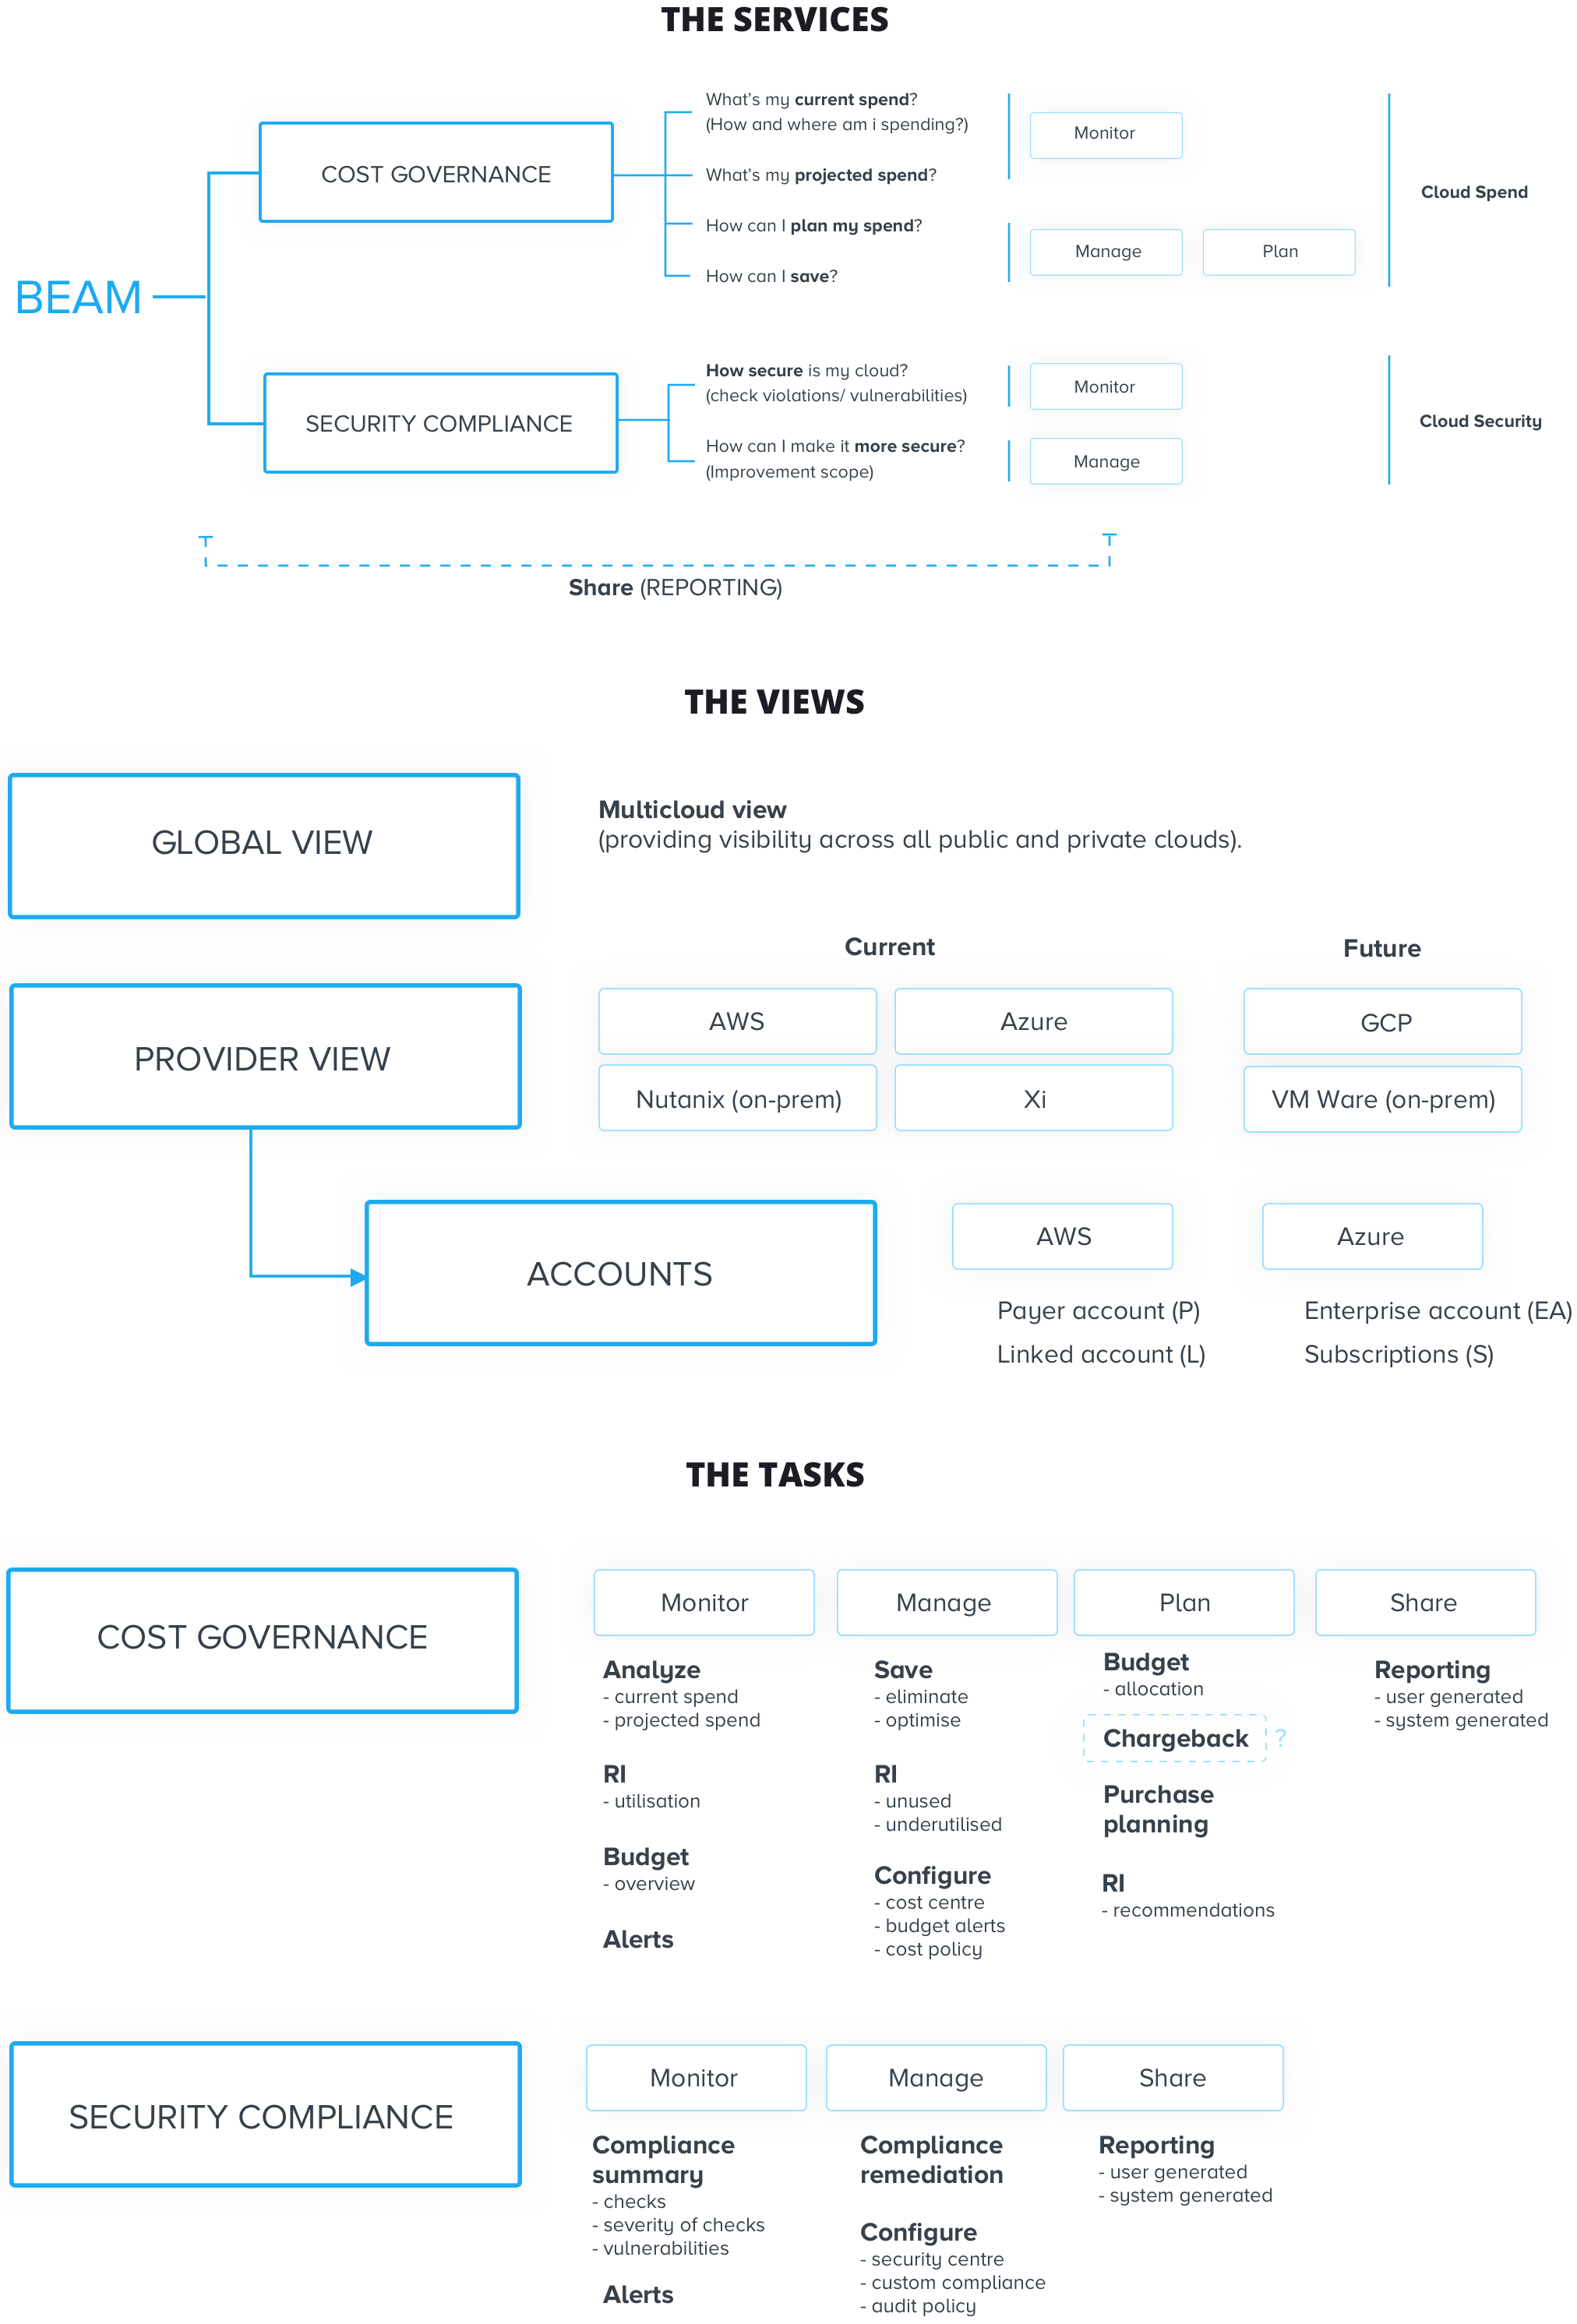 THE SERVICES
What's my current spend?
(How and where am i spending?)
Monitor
COST GOVERNANCE
What's my projected spend?
Cloud Spend
How can I plan my spend?
Manage
Plan
How can I save?
BEAM
How secure is my cloud?
(check violations/ vulnerabilities)
Monitor
SECURITY COMPLIANCE
Cloud Security
How can I make it more secure?
(Improvement scope)
Manage
Share (REPORTING)
THE VIEWS
GLOBAL VIEW
Multicloud view
(providing visibility across all public and private clouds).
Current
Future
PROVIDER VIEW
AWS
Azure
GCP
Nutanix (on-prem)
Xi
VM Ware (on-prem)
ACCOUNTS
AWS
Azure
Payer account (P)
Linked account (L)
Enterprise account (EA)
Subscriptions (S)
THE TASKS
COST GOVERNANCE
Monitor
Analyze
- current spend
- projected spend
RI
- utilisation
Budget
- overview
Alerts
Manage
Save
- eliminate
- optimise
RI
- unused
- underutilised
Configure
- cost centre
- budget alerts
- cost policy
Plan
Budget
- allocation
Chargeback ?
Purchase
planning
RI
- recommendations
Share
Reporting
- user generated
- system generated
SECURITY COMPLIANCE
Monitor
Compliance
summary
- checks
- severity of checks
- vulnerabilities
Alerts
Manage
Compliance
remediation
Configure
- security centre
- custom compliance
- audit policy
Share
Reporting
- user generated
- system generated